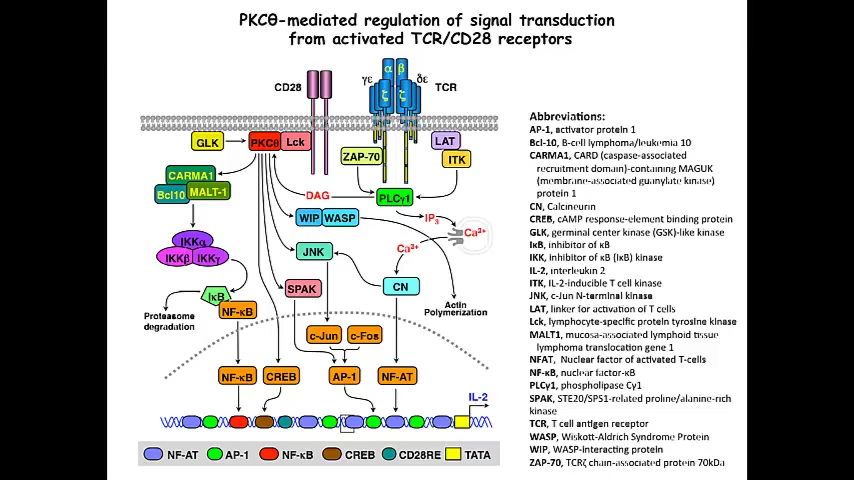 PKCθ-mediated regulation of signal transduction
from activated TCR/CD28 receptors
CD28
γε
α
β
δε
TCR
ζ
ζ
GLK
PKCθ
Lck
ZAP-70
LAT
ITK
CARMA1
Bcl10
MALT-1
DAG
PLCγ1
WIP
WASP
IP3
Ca2+
IKKα
IKKβ
IKKγ
JNK
Ca2+
IκB
NF-κB
SPAK
CN
Proteasome
degradation
Actin
Polymerization
c-Jun
c-Fos
NF-κB
CREB
AP-1
NF-AT
IL-2
NF-AT
AP-1
NF-κB
CREB
CD28RE
TATA
Abbreviations:
AP-1, activator protein 1
Bcl-10, B-cell lymphoma/leukemia 10
CARMA1, CARD (caspase-associated
recruitment domain)-containing MAGUK
(membrane-associated guanylate kinase)
protein 1
CN, Calcineurin
CREB, cAMP response-element binding protein
GLK, germinal center kinase (GSK)-like kinase
IκB, inhibitor of κB
IKK, inhibitor of κB (IκB) kinase
IL-2, interleukin 2
ITK, IL-2-inducible T cell kinase
JNK, c-Jun N-terminal kinase
LAT, linker for activation of T cells
Lck, lymphocyte-specific protein tyrosine kinase
MALT1, mucosa-associated lymphoid tissue
lymphoma translocation gene 1
NFAT, Nuclear factor of activated T-cells
NF-κB, nuclear factor-κB
PLCγ1, phospholipase Cγ1
SPAK, STE20/SPS1-related proline/alanine-rich
kinase
TCR, T cell antigen receptor
WASP, Wiskott-Aldrich Syndrome Protein
WIP, WASP-interacting protein
ZAP-70, TCRζ chain-associated protein 70kDa